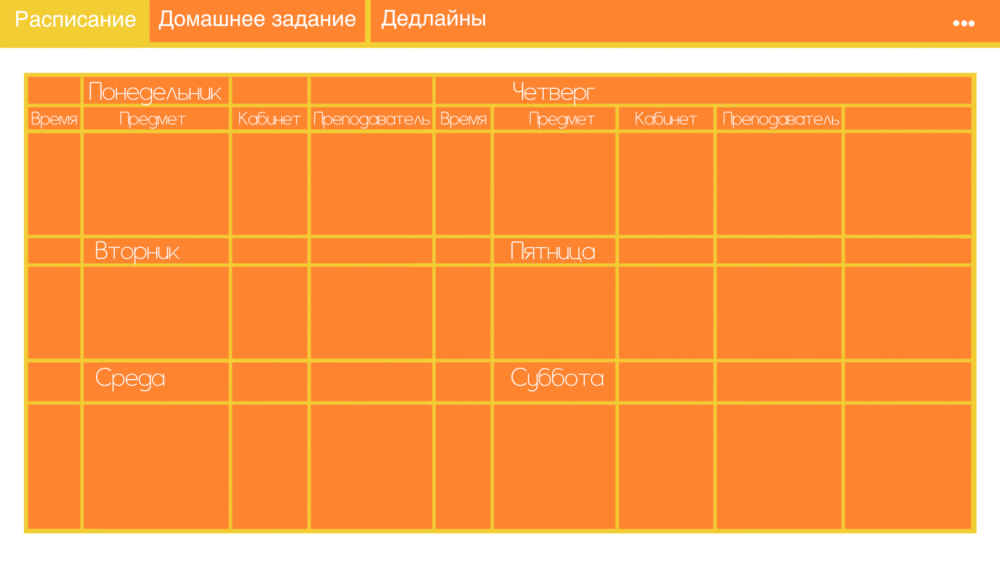 Расписание Домашнее задание Дедлайны
Понедельник Четверг
Время Предмет Кабинет Преподаватель Время Предмет Кабинет Преподаватель
Вторник Пятница
Среда Суббота